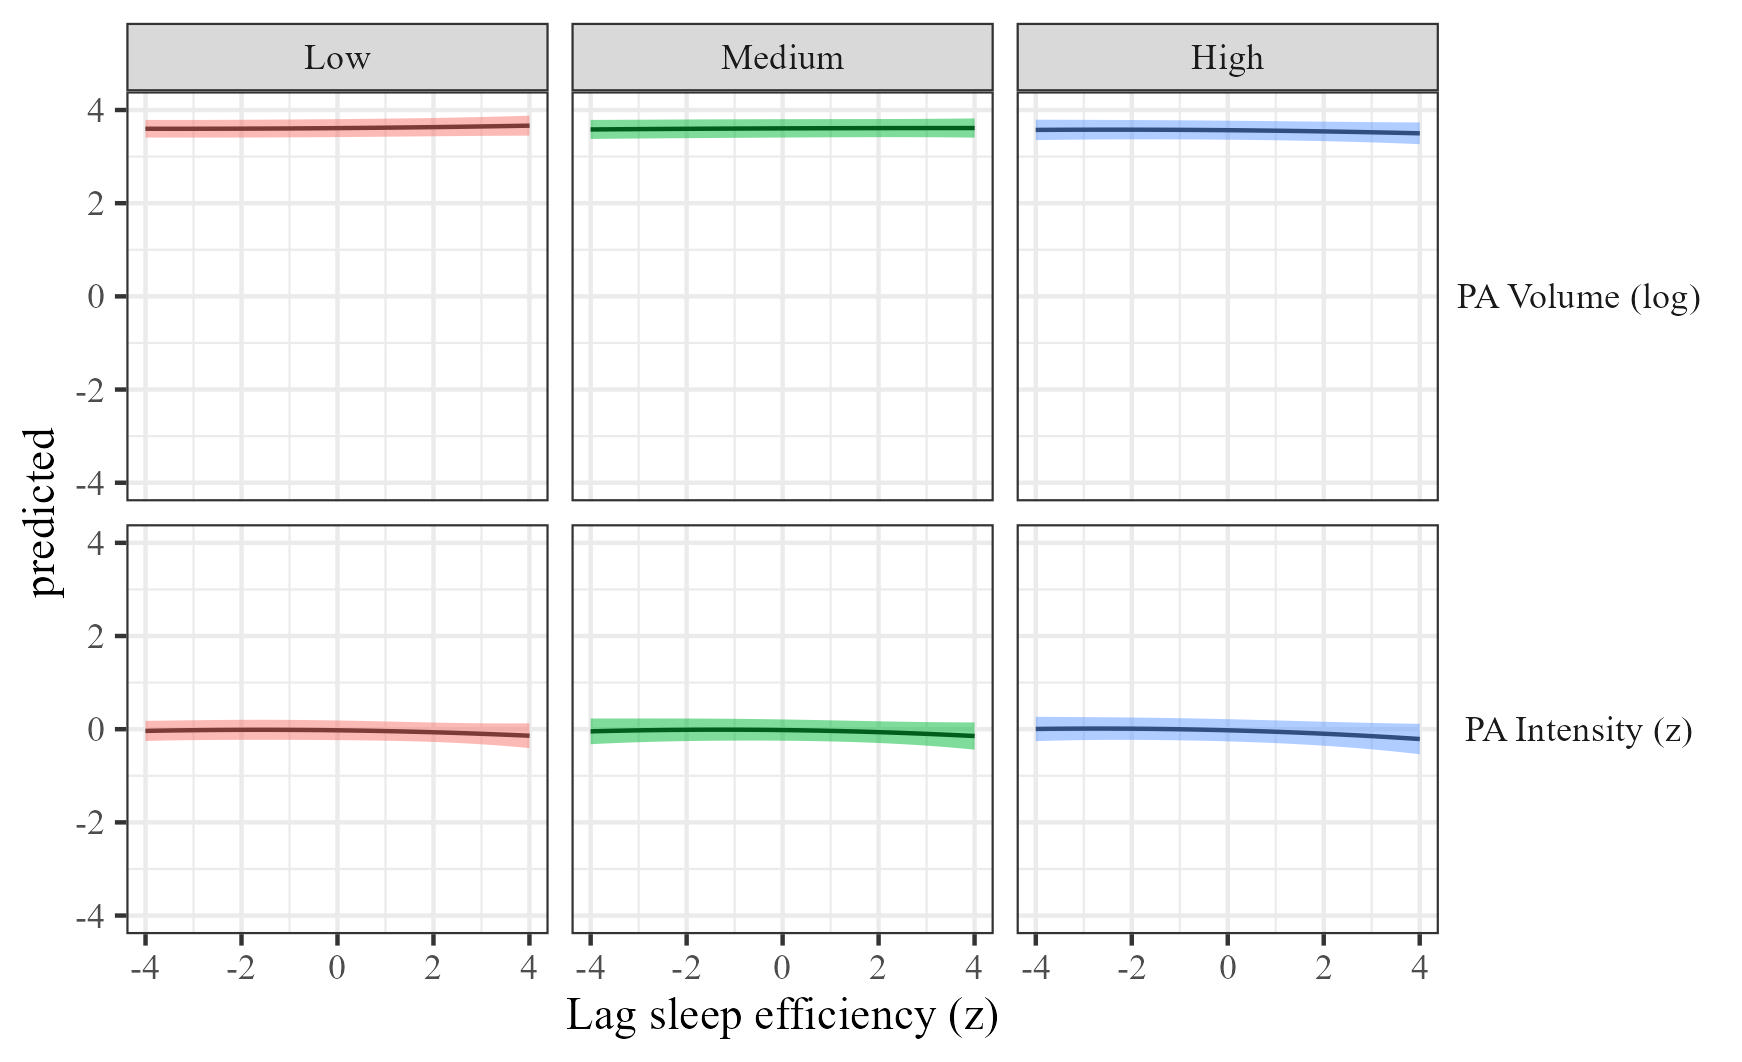 Low
Medium
High
4
2
0
-2
-4
PA Volume (log)
predicted
4
2
0
-2
-4
PA Intensity (z)
-4 -2 0 2 4
-4 -2 0 2 4
-4 -2 0 2 4
Lag sleep efficiency (z)